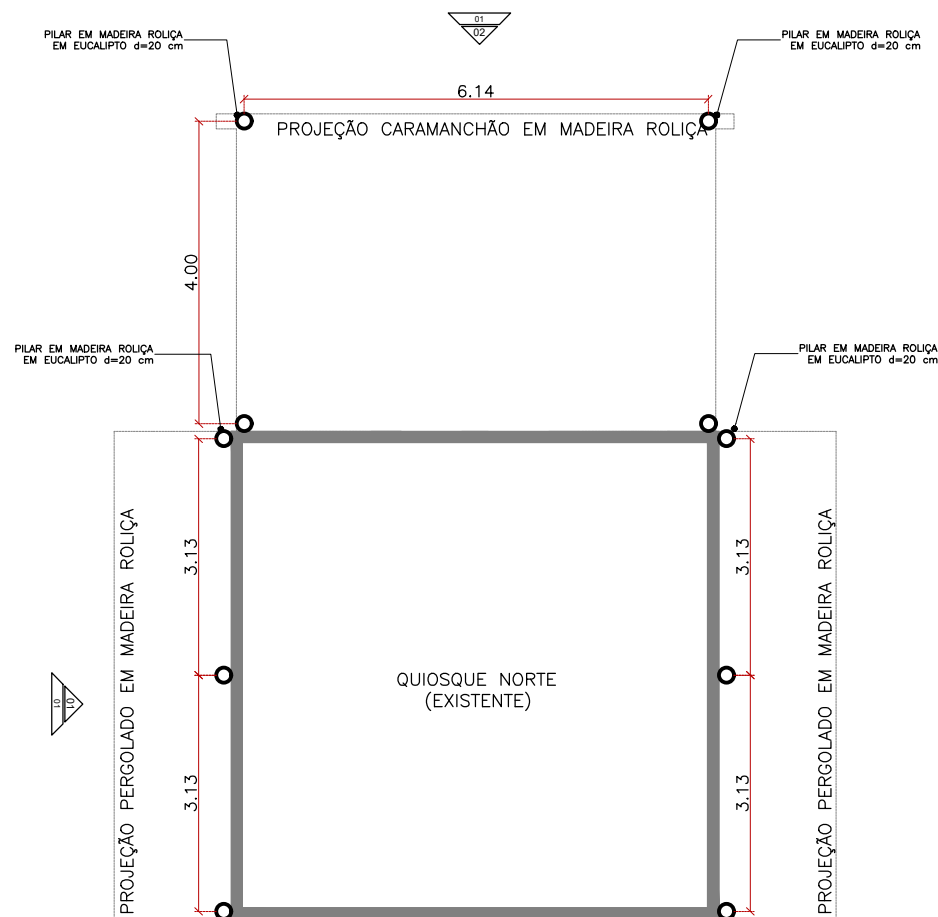 01
02
PILAR EM MADEIRA ROLIÇA
EM EUCALIPTO d=20 cm
PILAR EM MADEIRA ROLIÇA
EM EUCALIPTO d=20 cm
6.14
PROJEÇÃO CARAMANCHÃO EM MADEIRA ROLIÇA
4.00
PILAR EM MADEIRA ROLIÇA
EM EUCALIPTO d=20 cm
PILAR EM MADEIRA ROLIÇA
EM EUCALIPTO d=20 cm
3.13
3.13
PROJEÇÃO PERGOLADO EM MADEIRA ROLIÇA
PROJEÇÃO PERGOLADO EM MADEIRA ROLIÇA
QUIOSQUE NORTE
(EXISTENTE)
01
01
3.13
3.13